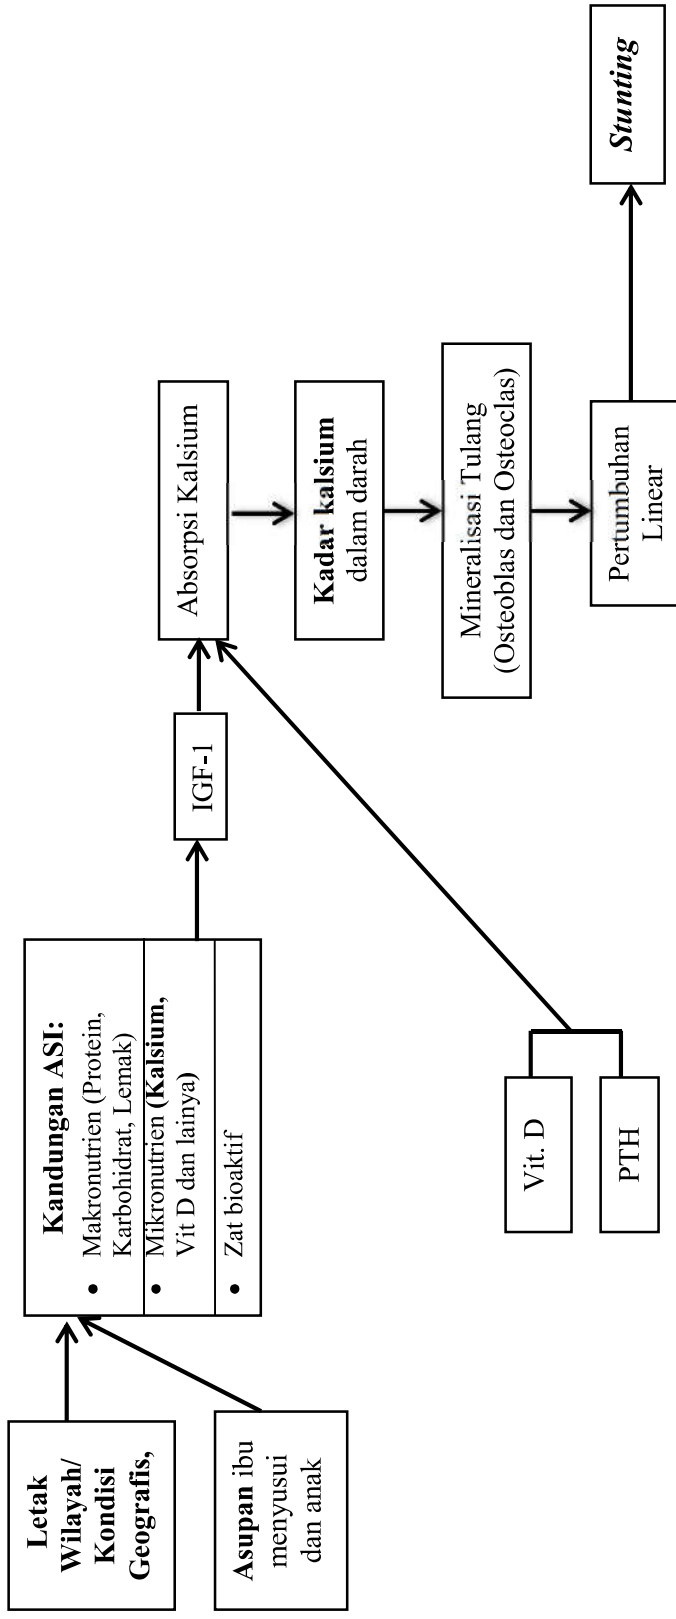 Letak
Wilayah/
Kondisi
Geografis,
Asupan ibu
menyusui
dan anak
Kandungan ASI:
• Makronutrien (Protein,
Karbohidrat, Lemak)
• Mikronutrien (Kalsium,
Vit D dan lainya)
• Zat bioaktif
Vit. D
PTH
IGF-1
Absorpsi Kalsium
Kadar kalsium
dalam darah
Mineralisasi Tulang
(Osteoblas dan Osteoclas)
Pertumbuhan
Linear
Stunting